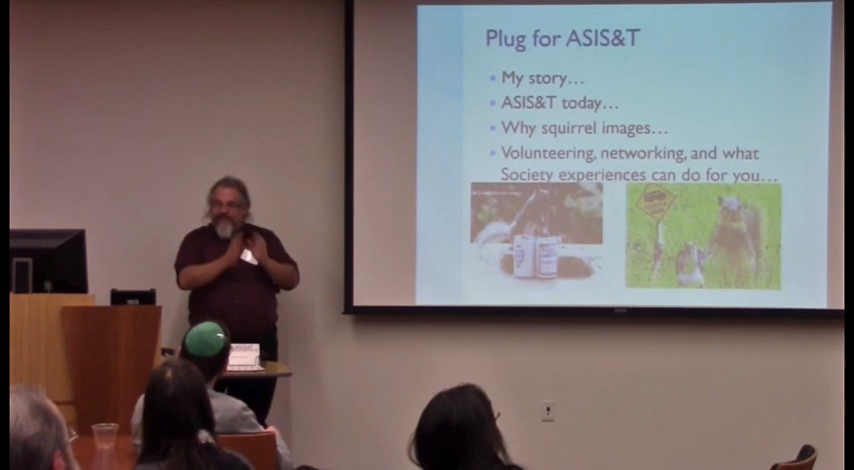 Plug for ASIS&T
• My story…
• ASIS&T today…
• Why squirrel images…
• Volunteering, networking, and what
Society experiences can do for you…